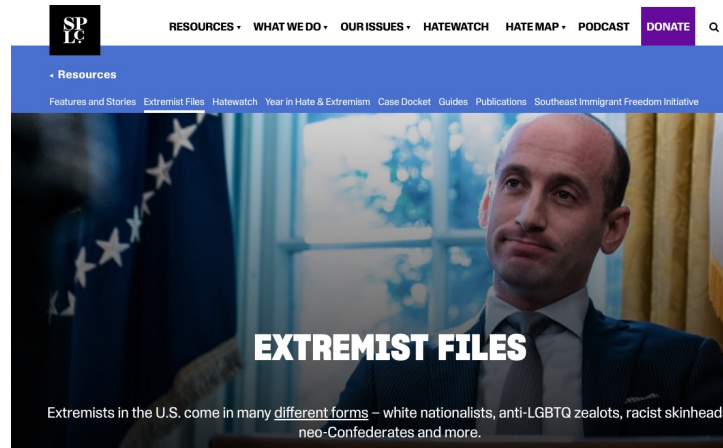 SP
LC
RESOURCES ▾ WHAT WE DO ▾ OUR ISSUES ▾ HATEWATCH HATE MAP ▾ PODCAST DONATE
◂ Resources
Features and Stories Extremist Files Hatewatch Year in Hate & Extremism Case Docket Guides Publications Southeast Immigrant Freedom Initiative
EXTREMIST FILES
Extremists in the U.S. come in many different forms – white nationalists, anti-LGBTQ zealots, racist skinheads
neo-Confederates and more.